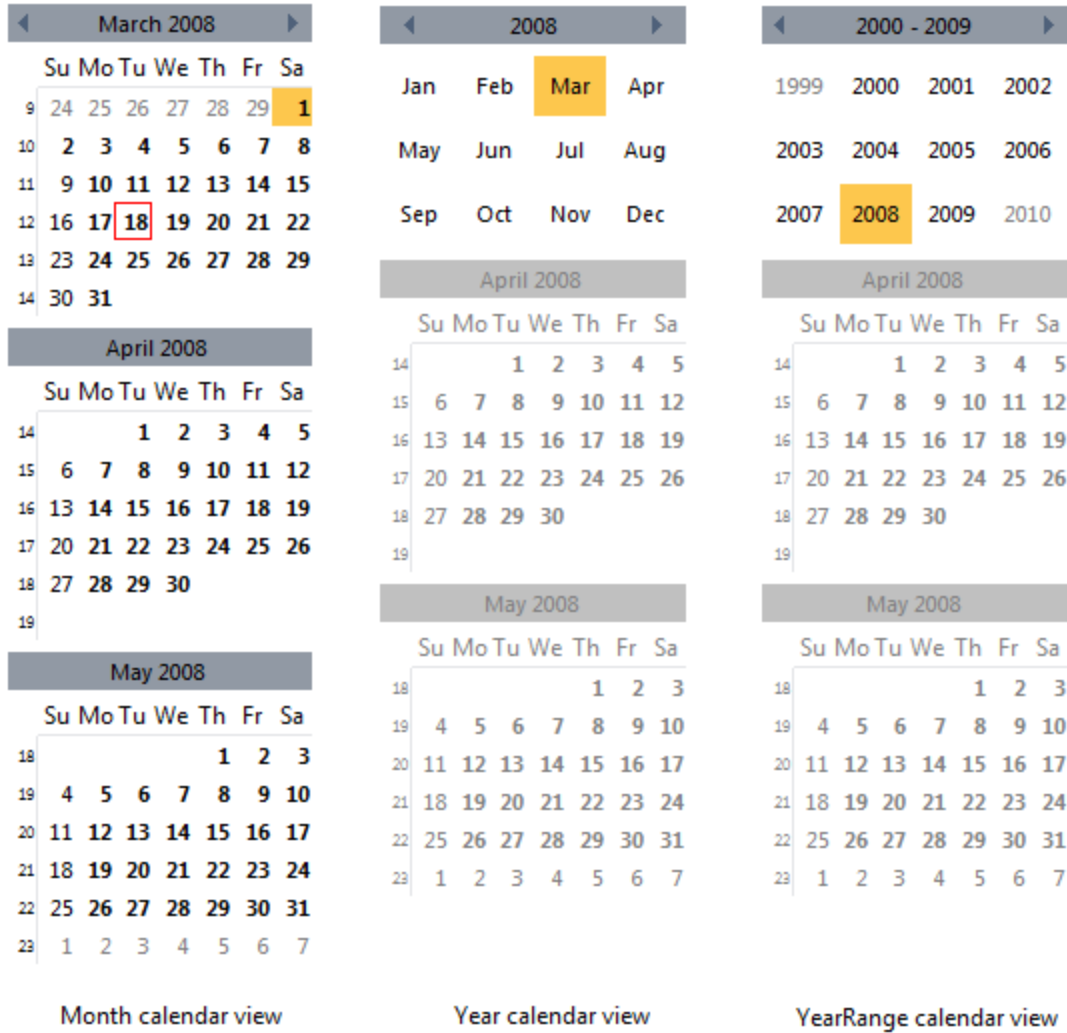 March 2008
Su Mo Tu We Th Fr Sa
9 24 25 26 27 28 29 1
10 2 3 4 5 6 7 8
11 9 10 11 12 13 14 15
12 16 17 18 19 20 21 22
13 23 24 25 26 27 28 29
14 30 31
April 2008
Su Mo Tu We Th Fr Sa
14 1 2 3 4 5
15 6 7 8 9 10 11 12
16 13 14 15 16 17 18 19
17 20 21 22 23 24 25 26
18 27 28 29 30
19
May 2008
Su Mo Tu We Th Fr Sa
18 1 2 3
19 4 5 6 7 8 9 10
20 11 12 13 14 15 16 17
21 18 19 20 21 22 23 24
22 25 26 27 28 29 30 31
23 1 2 3 4 5 6 7
Month calendar view
2008
Jan Feb Mar Apr
May Jun Jul Aug
Sep Oct Nov Dec
April 2008
Su Mo Tu We Th Fr Sa
14 1 2 3 4 5
15 6 7 8 9 10 11 12
16 13 14 15 16 17 18 19
17 20 21 22 23 24 25 26
18 27 28 29 30
19
May 2008
Su Mo Tu We Th Fr Sa
18 1 2 3
19 4 5 6 7 8 9 10
20 11 12 13 14 15 16 17
21 18 19 20 21 22 23 24
22 25 26 27 28 29 30 31
23 1 2 3 4 5 6 7
Year calendar view
2000 - 2009
1999 2000 2001 2002
2003 2004 2005 2006
2007 2008 2009 2010
April 2008
Su Mo Tu We Th Fr Sa
14 1 2 3 4 5
15 6 7 8 9 10 11 12
16 13 14 15 16 17 18 19
17 20 21 22 23 24 25 26
18 27 28 29 30
19
May 2008
Su Mo Tu We Th Fr Sa
18 1 2 3
19 4 5 6 7 8 9 10
20 11 12 13 14 15 16 17
21 18 19 20 21 22 23 24
22 25 26 27 28 29 30 31
23 1 2 3 4 5 6 7
YearRange calendar view